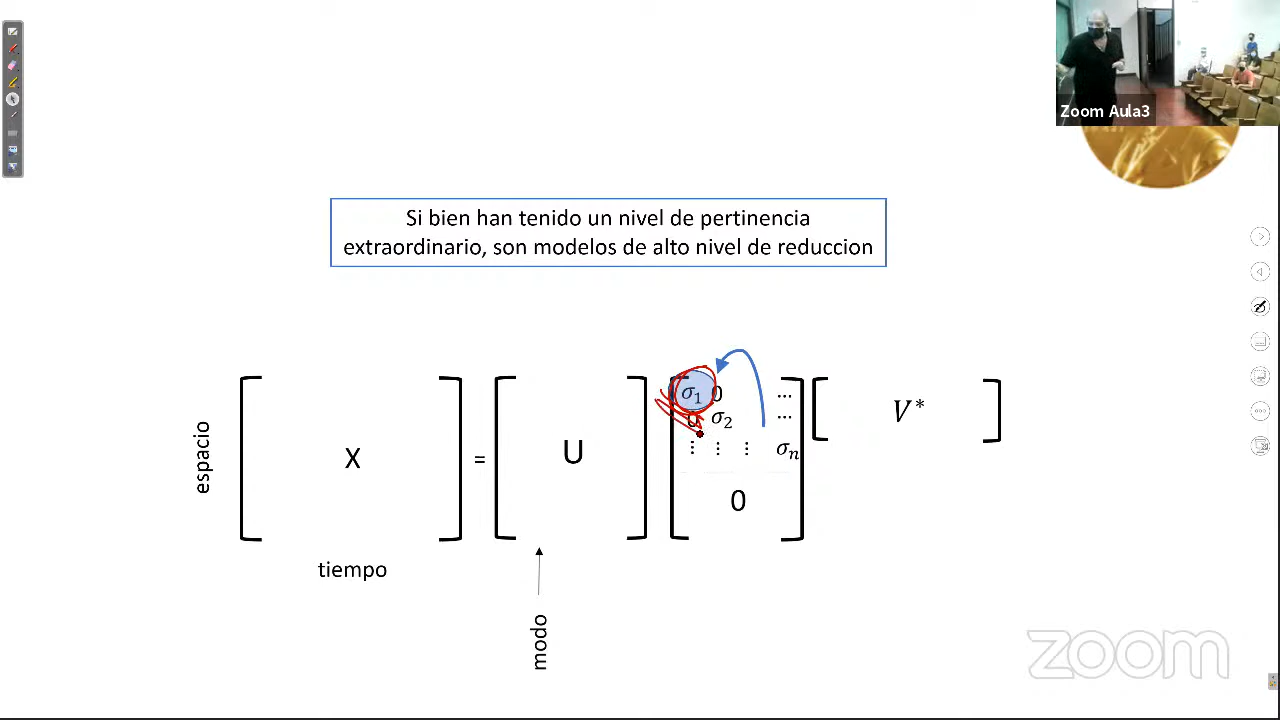 Zoom Aula3
Si bien han tenido un nivel de pertinencia
extraordinario, son modelos de alto nivel de reduccion
espacio
X
tiempo
=
U
modo
σ₁ 0 ...
0 σ₂ ...
⋮ ⋮ ⋮ σₙ
0
V*
zoom